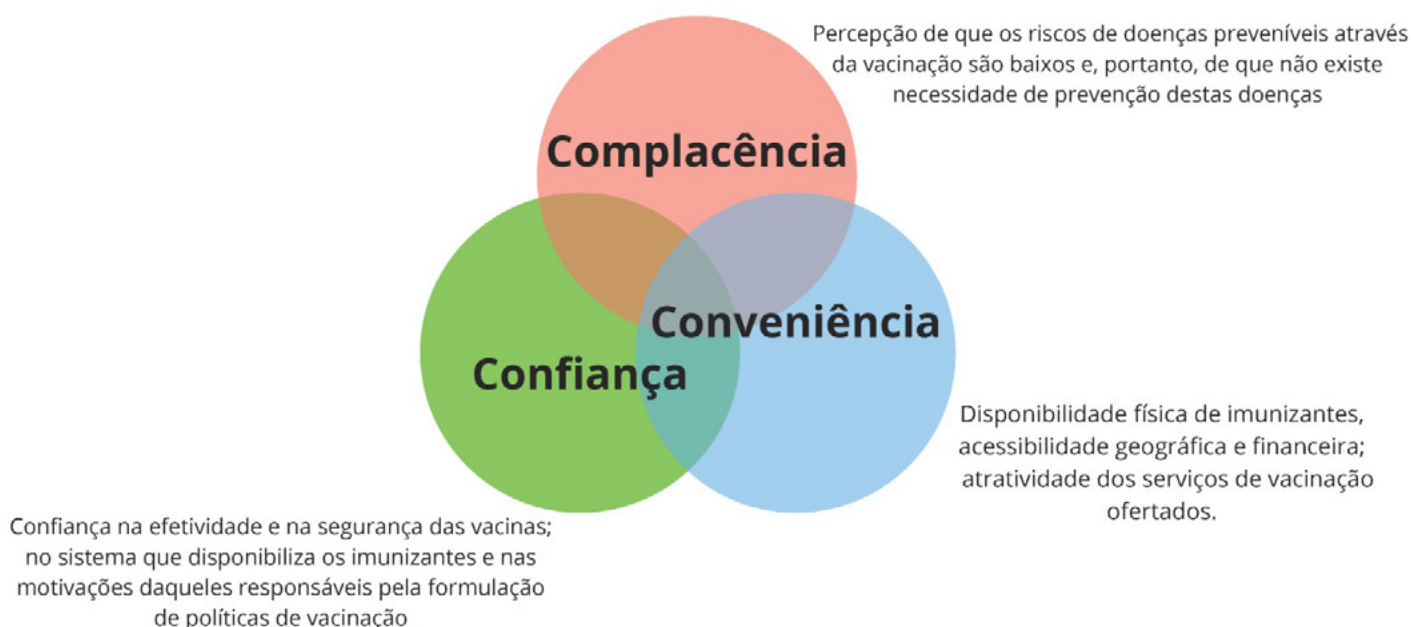 Percepção de que os riscos de doenças preveníveis através
da vacinação são baixos e, portanto, de que não existe
necessidade de prevenção destas doenças
Complacência
Conveniência
Confiança
Disponibilidade física de imunizantes,
acessibilidade geográfica e financeira;
atratividade dos serviços de vacinação
ofertados.
Confiança na efetividade e na segurança das vacinas;
no sistema que disponibiliza os imunizantes e nas
motivações daqueles responsáveis pela formulação
de políticas de vacinação